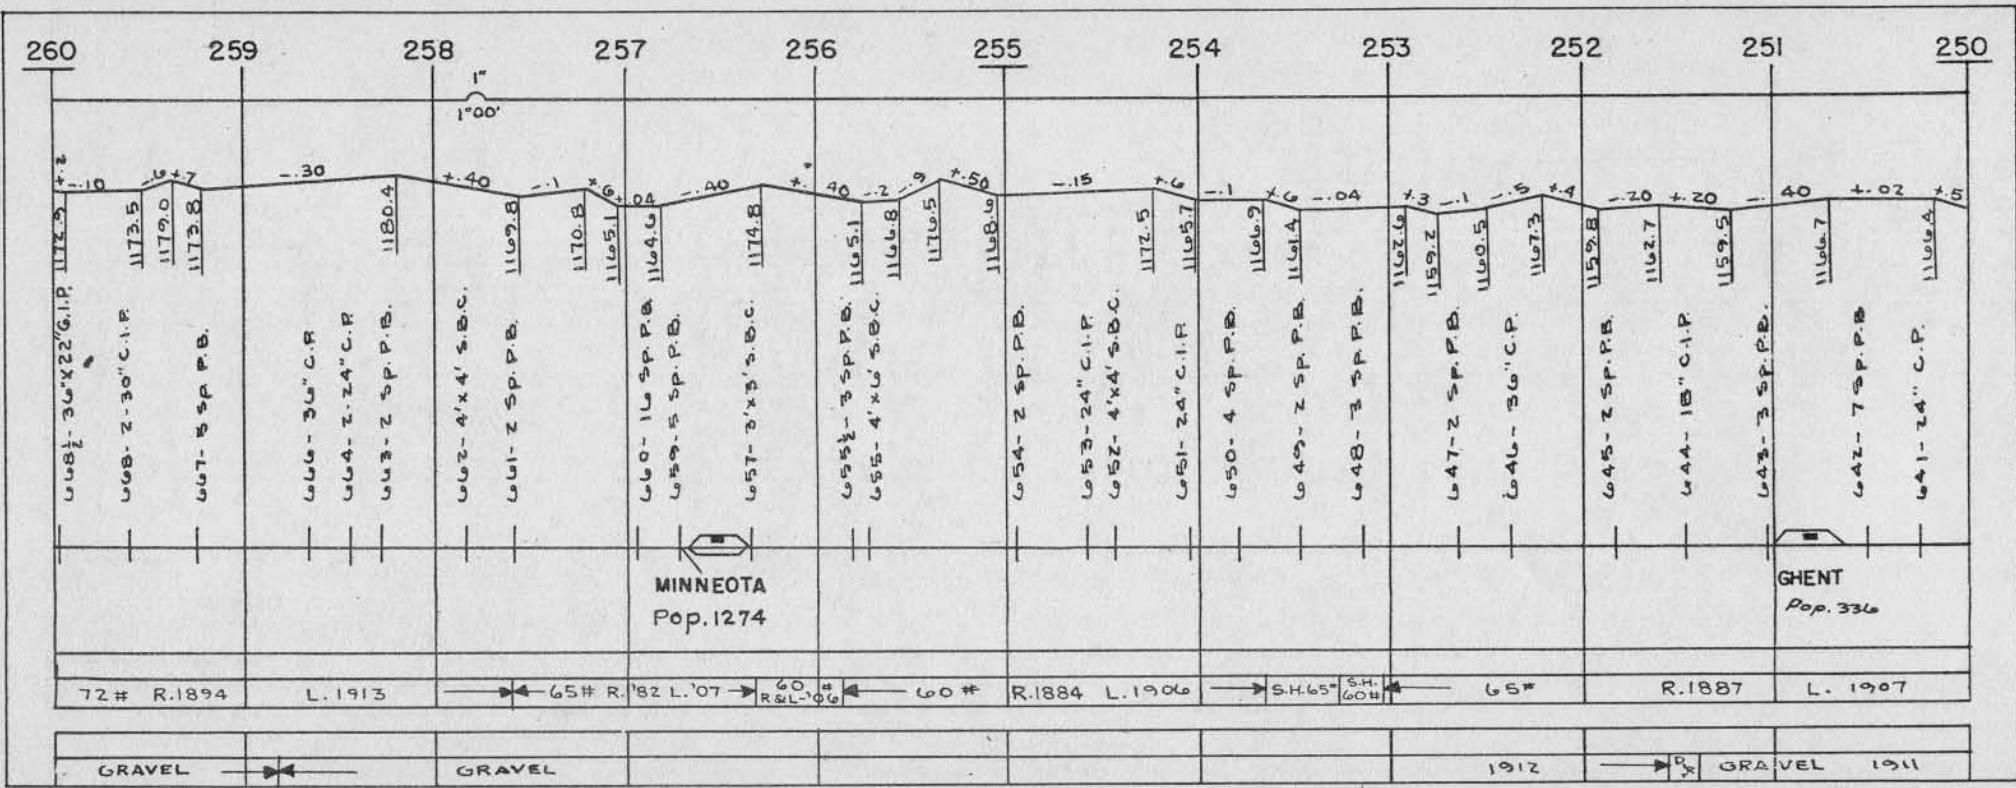 260 259 258 257 256 255 254 253 252 251 250
1"
1°00'
+.2 -.10 -.6 +.7 -.30 +.40 -.1 +.6 +.04 -.40 +. 40 -.2 -.9 +.50 -.15 +.6 -.1 +.6 -.04 +.3 -.1 -.5 +.4 -.20 +.20 -. 40 +.02 +.5
1172.9 1173.5 1179.0 1173.8 1180.4 1169.8 1170.8 1165.1 1164.6 1174.8 1165.1 1166.8 1176.5 1168.6 1172.5 1165.7 1166.9 1161.4 1162.6 1159.2 1160.5 1167.3 1159.8 1162.7 1159.5 1166.7 1166.4
668½- 36"X22'G.I.P.
668- 2-30" C.I.P.
667- 5 Sp P.B.
666- 36" C.P.
664- 2-24" C.P.
663- 2 Sp. P.B.
662- 4'x4' S.B.C.
661- 2 Sp. P.B.
660- 16 Sp. P.B.
659- 5 Sp. P.B.
657- 3'x3' S.B.C.
655½- 3 Sp. P.B.
655- 4'x6' S.B.C.
654- 2 Sp. P.B.
653- 24" C.I.P.
652- 4'x4' S.B.C.
651- 24" C.I.P.
650- 4 Sp. P.B.
649- 2 Sp. P.B.
648- 3 Sp. P.B.
647- 2 Sp. P.B.
646- 36" C.P.
645- 2 Sp. P.B.
644- 18" C.I.P.
643- 3 Sp. P.B.
642- 7 Sp. P.B
641- 24" C.P.
MINNEOTA
Pop. 1274
GHENT
Pop. 336
72# R.1894 L.1913 65# R.'82 L.'07 60# R&L-'06 60# R.1884 L.1906 S.H.65# S.H. 60# 65# R.1887 L. 1907
GRAVEL GRAVEL 1912 GRAVEL 1911